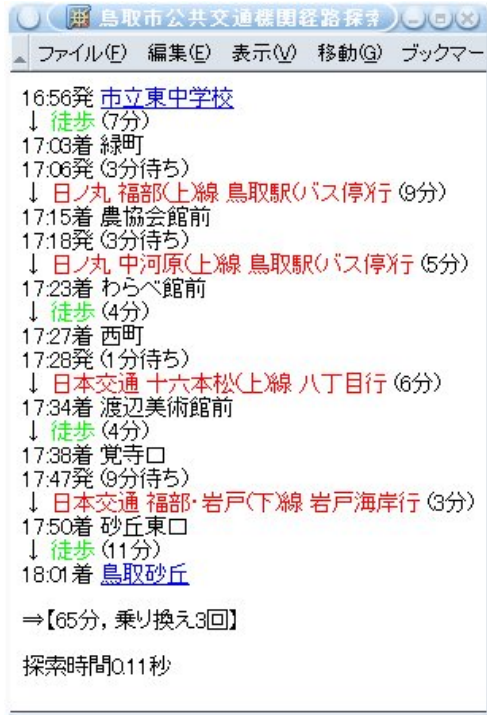 鳥取市公共交通機関経路探索
ファイル(F) 編集(E) 表示(V) 移動(G) ブックマー
16:56発 市立東中学校
↓ 徒歩 (7分)
17:03着 緑町
17:06発 (3分待ち)
↓ 日ノ丸 福部(上)線 鳥取駅(バス停)行 (9分)
17:15着 農協会館前
17:18発 (3分待ち)
↓ 日ノ丸 中河原(上)線 鳥取駅(バス停)行 (5分)
17:23着 わらべ館前
↓ 徒歩 (4分)
17:27着 西町
17:28発 (1分待ち)
↓ 日本交通 十六本松(上)線 八丁目行 (6分)
17:34着 渡辺美術館前
↓ 徒歩 (4分)
17:38着 覚寺口
17:47発 (9分待ち)
↓ 日本交通 福部・岩戸(下)線 岩戸海岸行 (3分)
17:50着 砂丘東口
↓ 徒歩 (11分)
18:01着 鳥取砂丘
⇒【65分, 乗り換え3回】
探索時間0.11秒